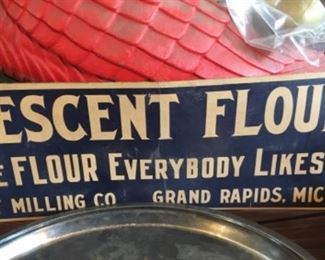 ESCENT FLOU
E FLOUR EVERYBODY LIKES
MILLING CO. GRAND RAPIDS, MIC